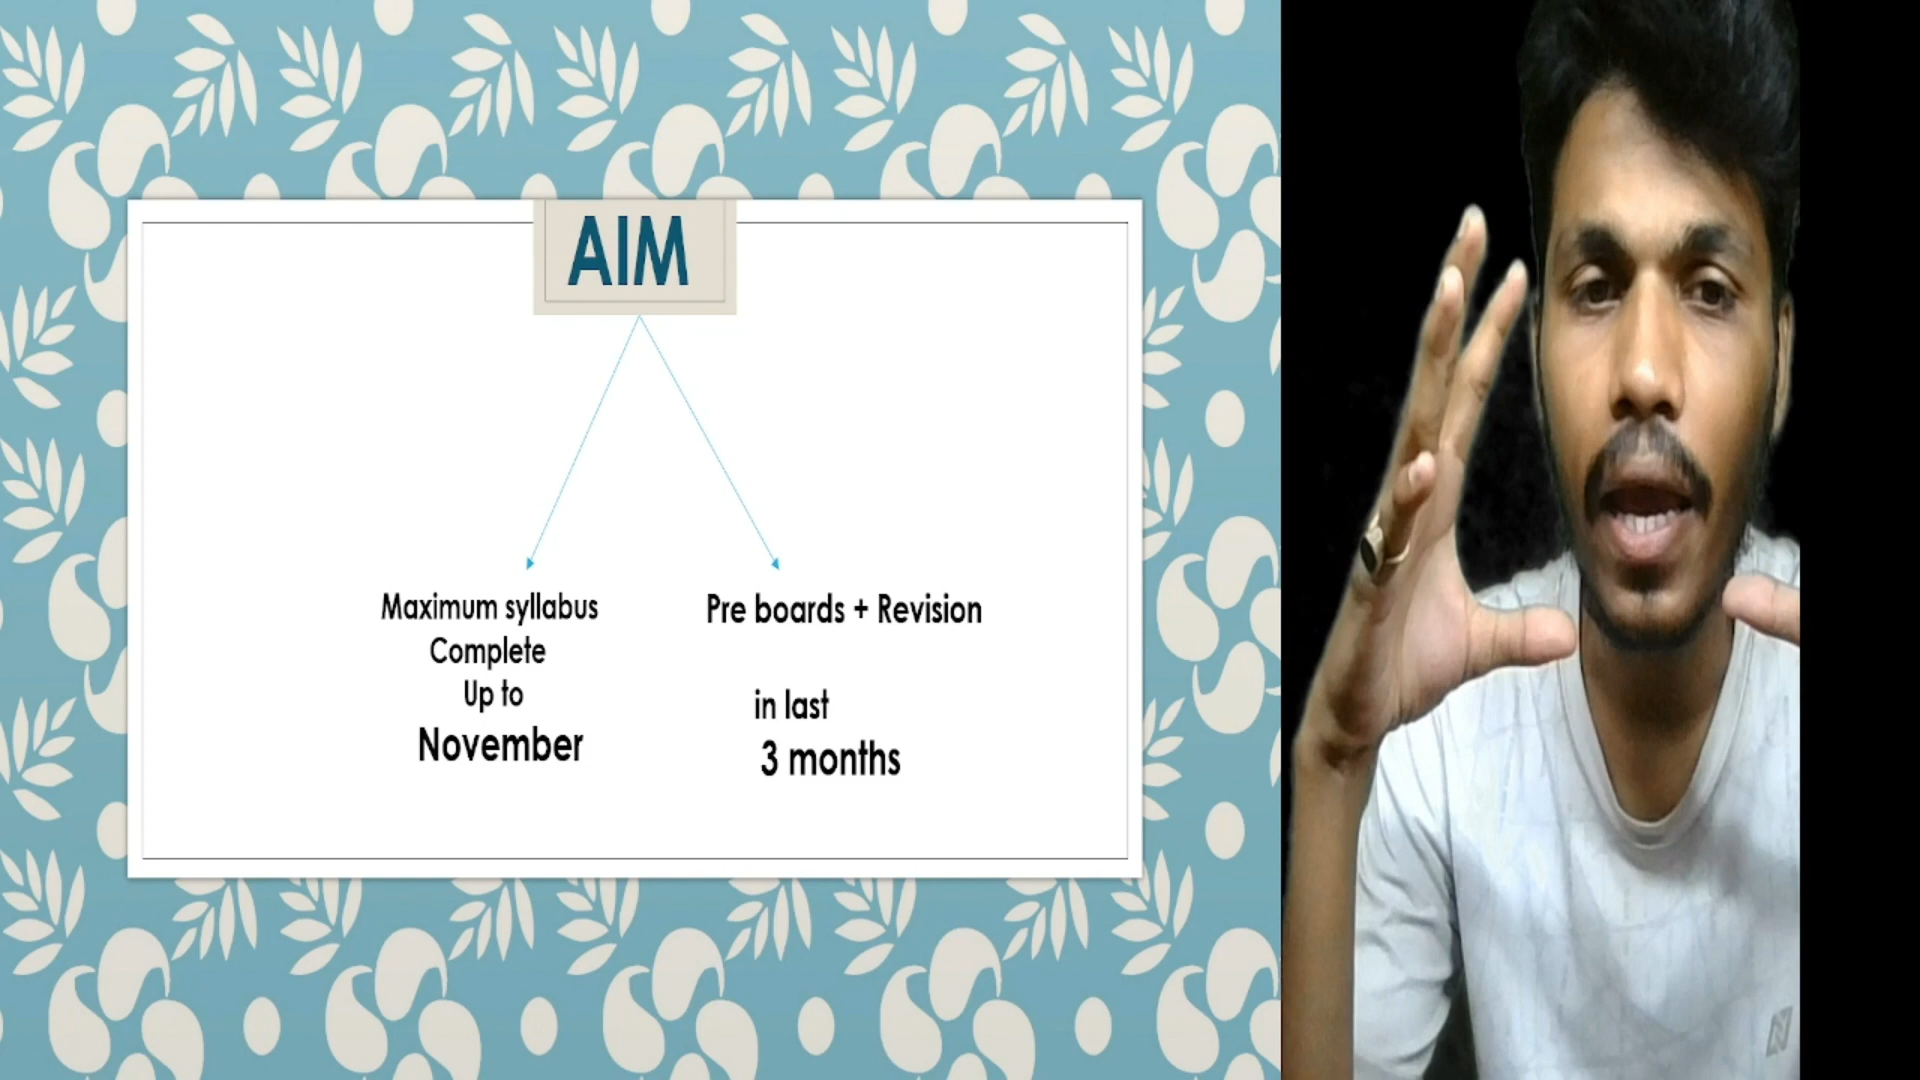 AIM
Maximum syllabus
Complete
Up to
November
Pre boards + Revision
in last
3 months